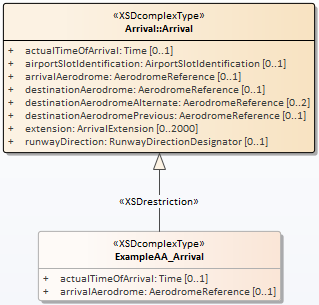 «XSDcomplexType»
Arrival::Arrival
+ actualTimeOfArrival: Time [0..1]
+ airportSlotIdentification: AirportSlotIdentification [0..1]
+ arrivalAerodrome: AerodromeReference [0..1]
+ destinationAerodrome: AerodromeReference [0..1]
+ destinationAerodromeAlternate: AerodromeReference [0..2]
+ destinationAerodromePrevious: AerodromeReference [0..1]
+ extension: ArrivalExtension [0..2000]
+ runwayDirection: RunwayDirectionDesignator [0..1]
«XSDrestriction»
«XSDcomplexType»
ExampleAA_Arrival
+ actualTimeOfArrival: Time [0..1]
+ arrivalAerodrome: AerodromeReference [0..1]